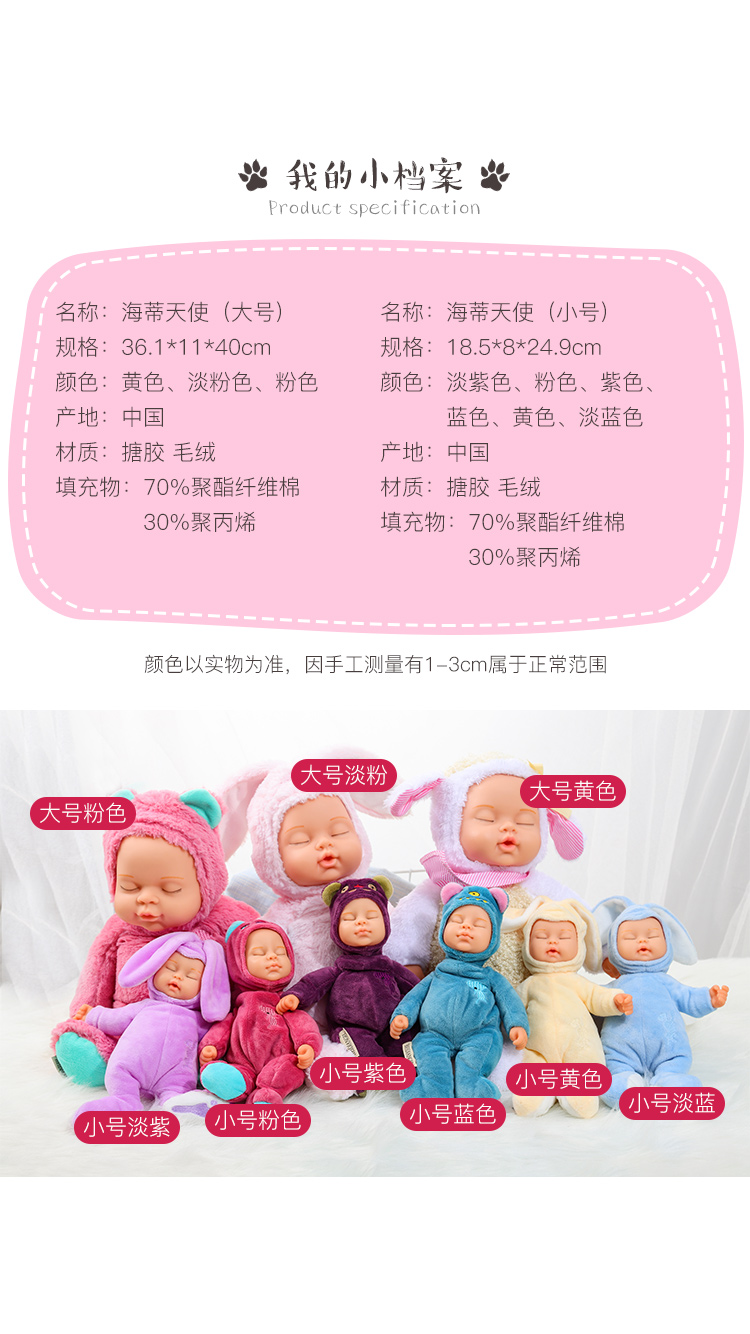 我的小档案
Product specification
名称：海蒂天使（大号）
规格：36.1*11*40cm
颜色：黄色、淡粉色、粉色
产地：中国
材质：搪胶 毛绒
填充物：70%聚酯纤维棉
30%聚丙烯
名称：海蒂天使（小号）
规格：18.5*8*24.9cm
颜色：淡紫色、粉色、紫色、
蓝色、黄色、淡蓝色
产地：中国
材质：搪胶 毛绒
填充物：70%聚酯纤维棉
30%聚丙烯
颜色以实物为准，因手工测量有1-3cm属于正常范围
大号淡粉
大号黄色
大号粉色
小号紫色
小号黄色
小号淡蓝
小号蓝色
小号粉色
小号淡紫